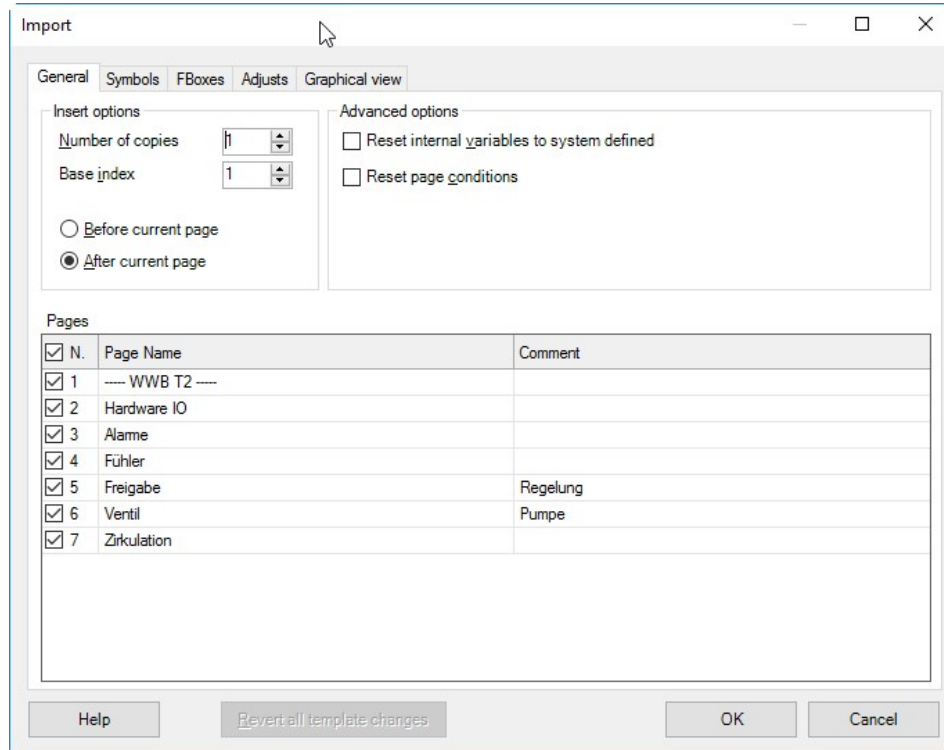 Import
General Symbols FBoxes Adjusts Graphical view
Insert options
Number of copies 1
Base index 1
Before current page
After current page
Advanced options
Reset internal variables to system defined
Reset page conditions
Pages
N. Page Name Comment
1 ----- WWB T2 -----
2 Hardware IO
3 Alarme
4 Fühler
5 Freigabe Regelung
6 Ventil Pumpe
7 Zirkulation
Help Revert all template changes OK Cancel